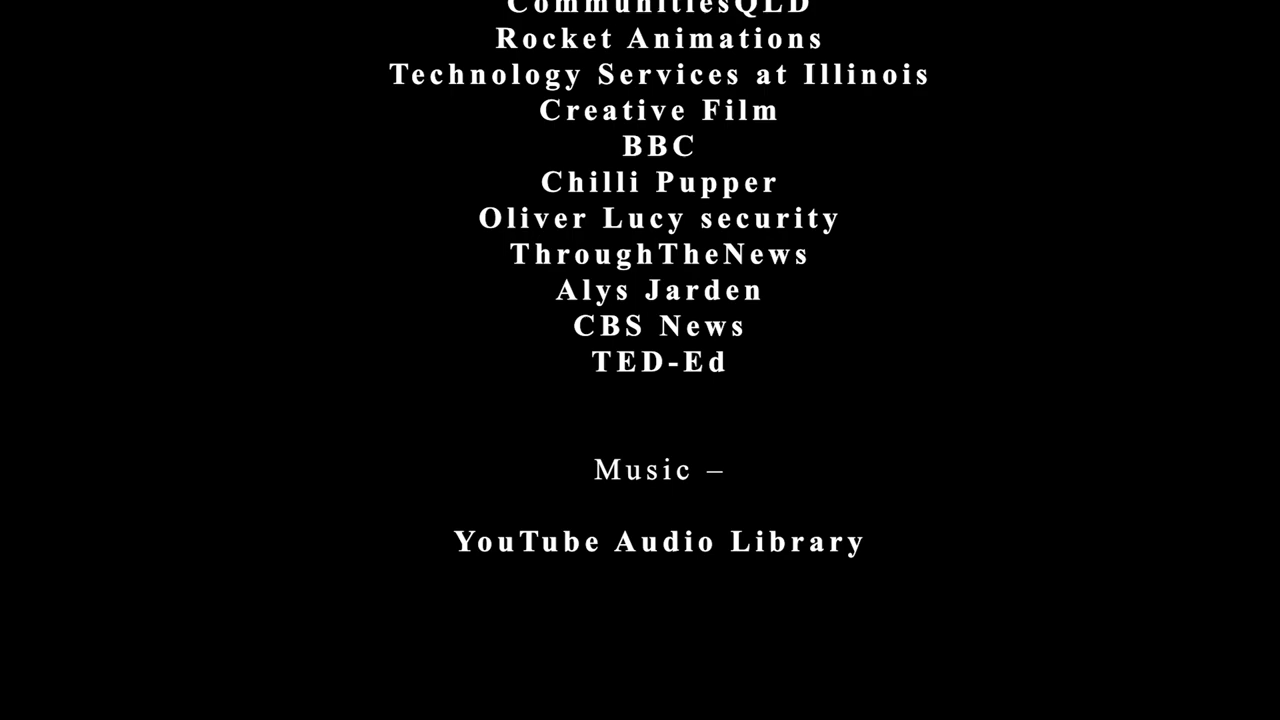 CommunitiesQLD
Rocket Animations
Technology Services at Illinois
Creative Film
BBC
Chilli Pupper
Oliver Lucy security
ThroughTheNews
Alys Jarden
CBS News
TED-Ed
Music –
YouTube Audio Library